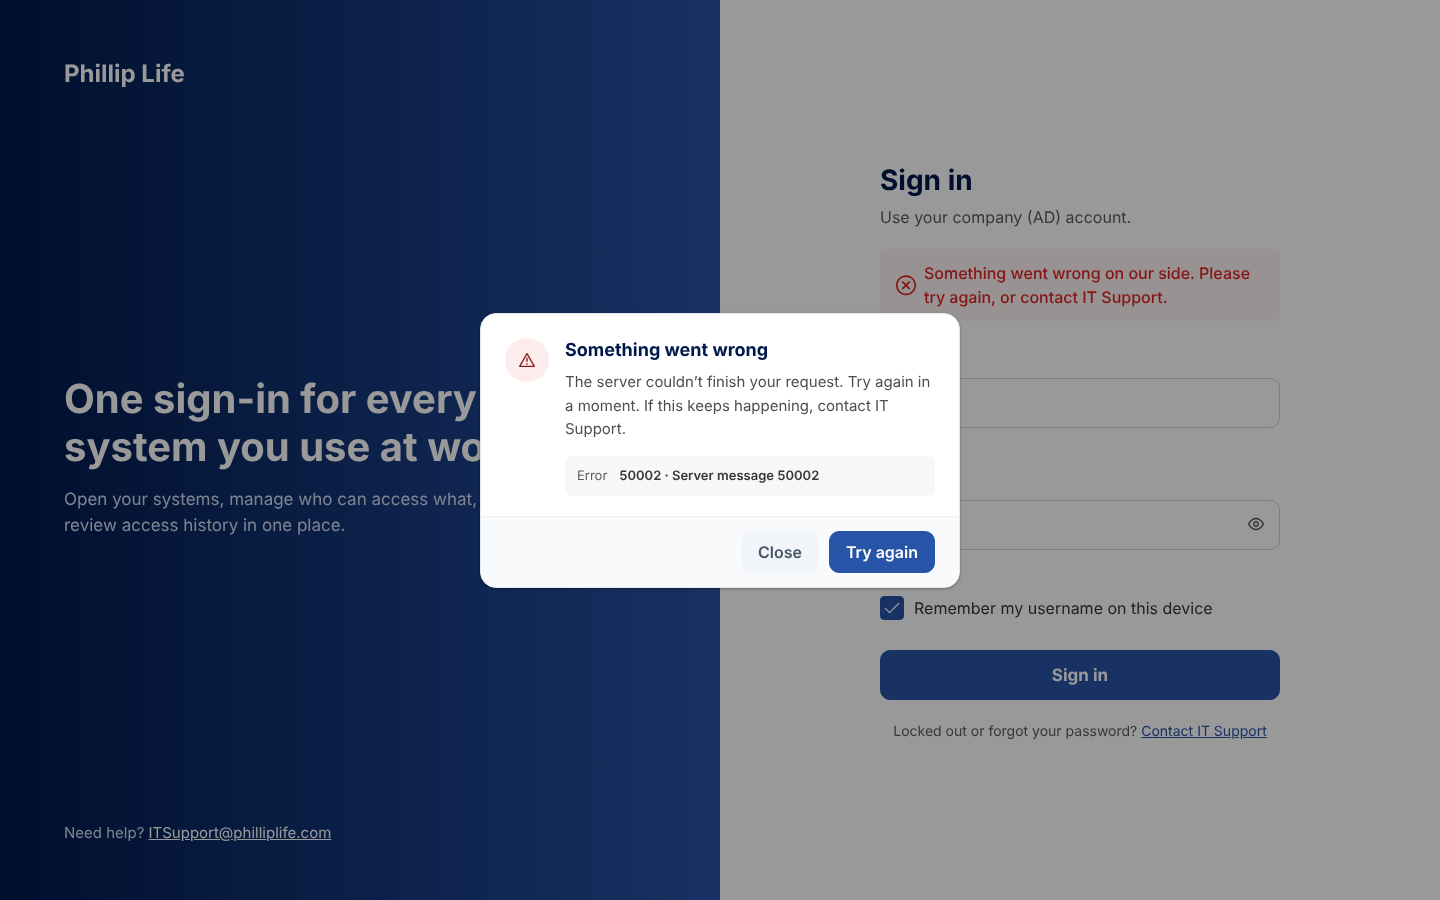 Phillip Life
One sign-in for every
system you use at wo
Open your systems, manage who can access what,
review access history in one place.
Need help? ITSupport@philliplife.com
Sign in
Use your company (AD) account.
Something went wrong on our side. Please
try again, or contact IT Support.
Something went wrong
The server couldn’t finish your request. Try again in
a moment. If this keeps happening, contact IT
Support.
Error 50002 · Server message 50002
Close
Try again
Remember my username on this device
Sign in
Locked out or forgot your password? Contact IT Support